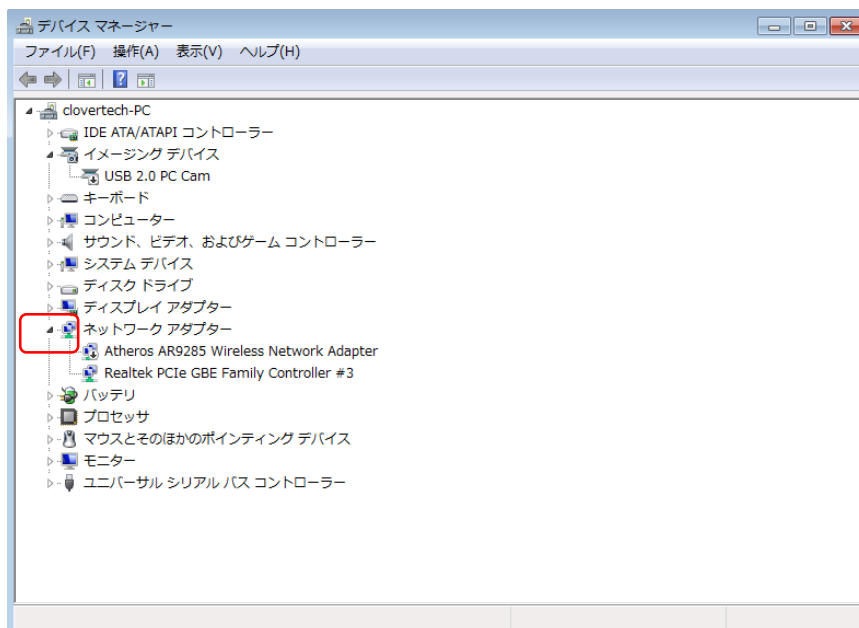 デバイス マネージャー
ファイル(F) 操作(A) 表示(V) ヘルプ(H)
clovertech-PC
IDE ATA/ATAPI コントローラー
イメージング デバイス
USB 2.0 PC Cam
キーボード
コンピューター
サウンド、ビデオ、およびゲーム コントローラー
システム デバイス
ディスク ドライブ
ディスプレイ アダプター
ネットワーク アダプター
Atheros AR9285 Wireless Network Adapter
Realtek PCIe GBE Family Controller #3
バッテリ
プロセッサ
マウスとそのほかのポインティング デバイス
モニター
ユニバーサル シリアル バス コントローラー